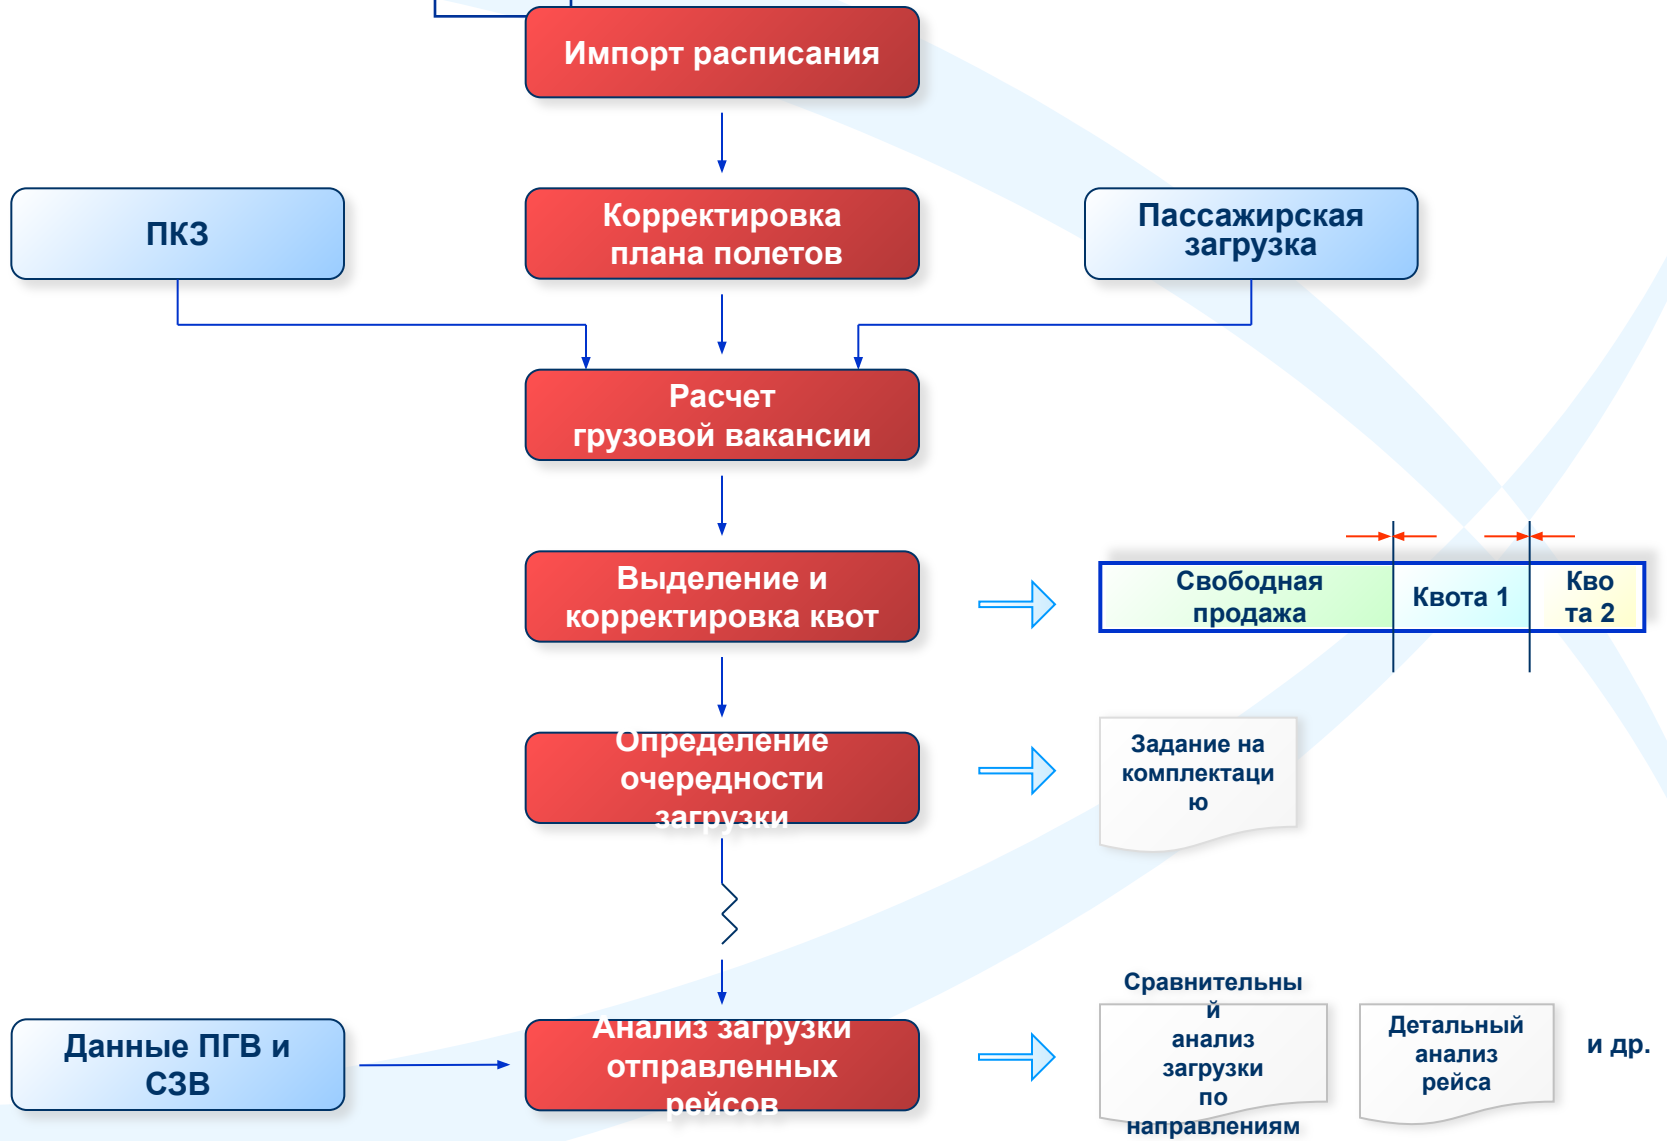 Импорт расписания
ПКЗ
Корректировка
плана полетов
Пассажирская
загрузка
Расчет
грузовой вакансии
Выделение и
корректировка квот
Свободная
продажа
Квота 1
Кво
та 2
Определение
очередности
загрузки
Задание на
комплектаци
ю
Данные ПГВ и
СЗВ
Анализ загрузки
отправленных
рейсов
Сравнительны
й
анализ
загрузки
по
направлениям
Детальный
анализ
рейса
и др.